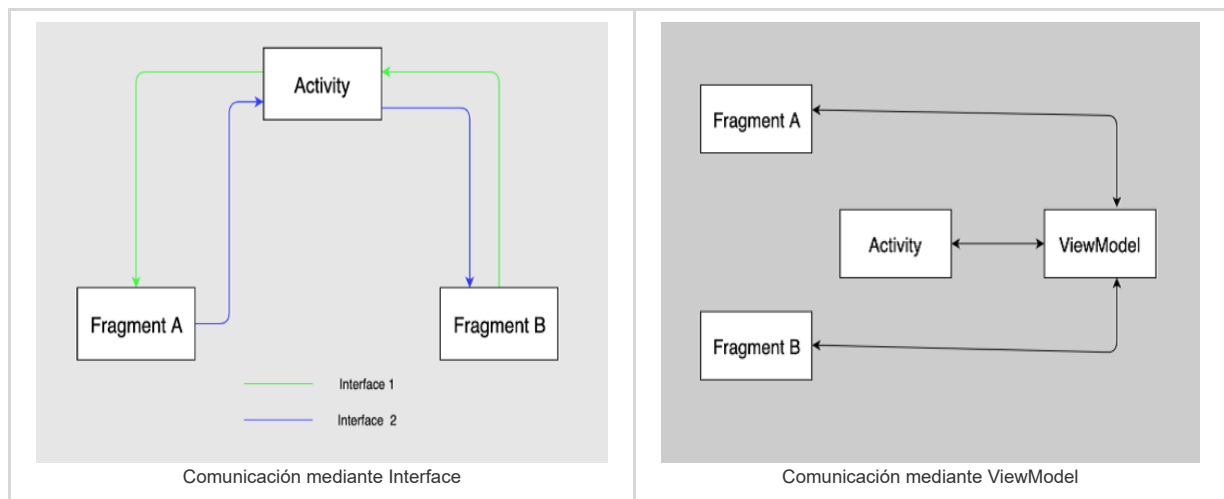 Activity
Fragment A
Fragment B
Interface 1
Interface 2
Comunicación mediante Interface
Fragment A
Activity
ViewModel
Fragment B
Comunicación mediante ViewModel